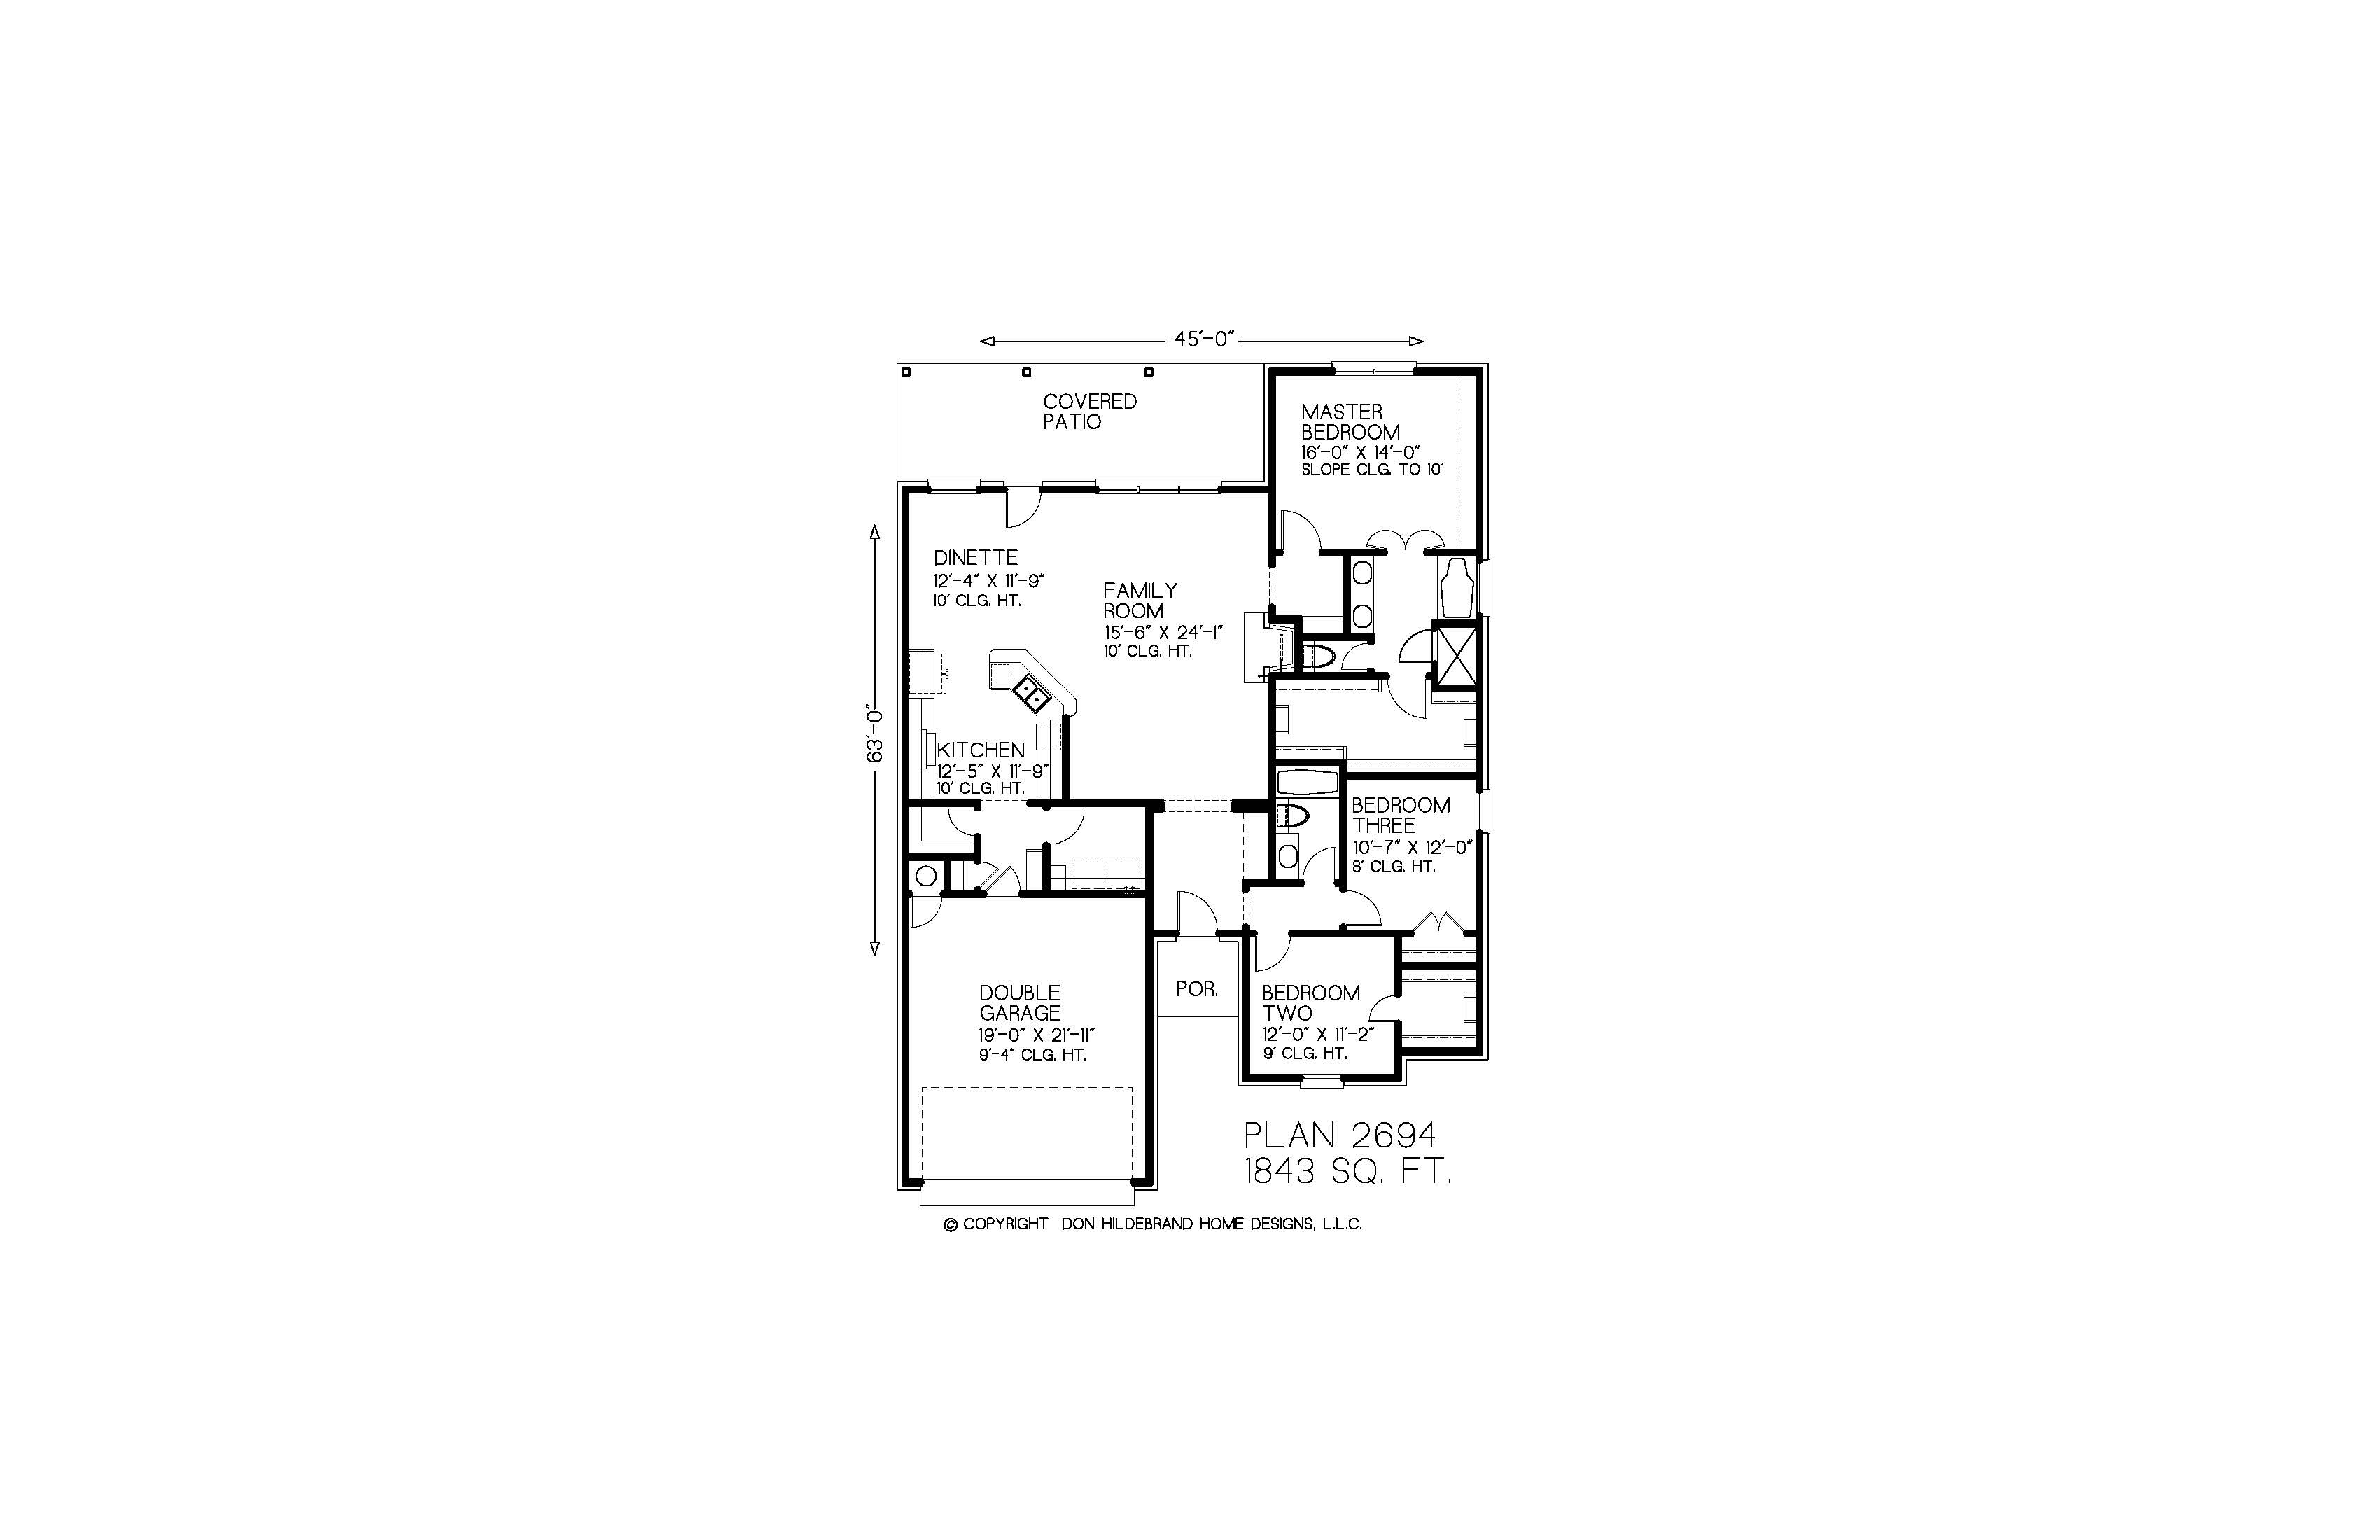 45'-0"
COVERED
PATIO
MASTER
BEDROOM
16'-0" X 14'-0"
SLOPE CLG. TO 10'
DINETTE
12'-4" X 11'-9"
10' CLG. HT.
FAMILY
ROOM
15'-6" X 24'-1"
10' CLG. HT.
63'-0"
KITCHEN
12'-5" X 11'-9"
10' CLG. HT.
BEDROOM
THREE
10'-7" X 12'-0"
8' CLG. HT.
DOUBLE
GARAGE
19'-0" X 21'-11"
9'-4" CLG. HT.
POR.
BEDROOM
TWO
12'-0" X 11'-2"
9' CLG. HT.
PLAN 2694
1843 SQ. FT.
© COPYRIGHT DON HILDEBRAND HOME DESIGNS, L.L.C.